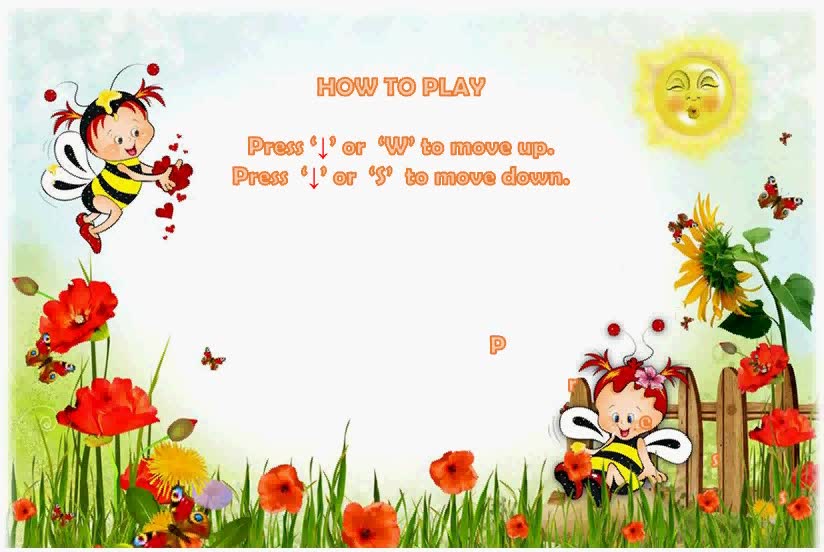 HOW TO PLAY
Press ‘↓’ or ‘W’ to move up.
Press ‘↓’ or ‘S’ to move down.
P
r
e
s